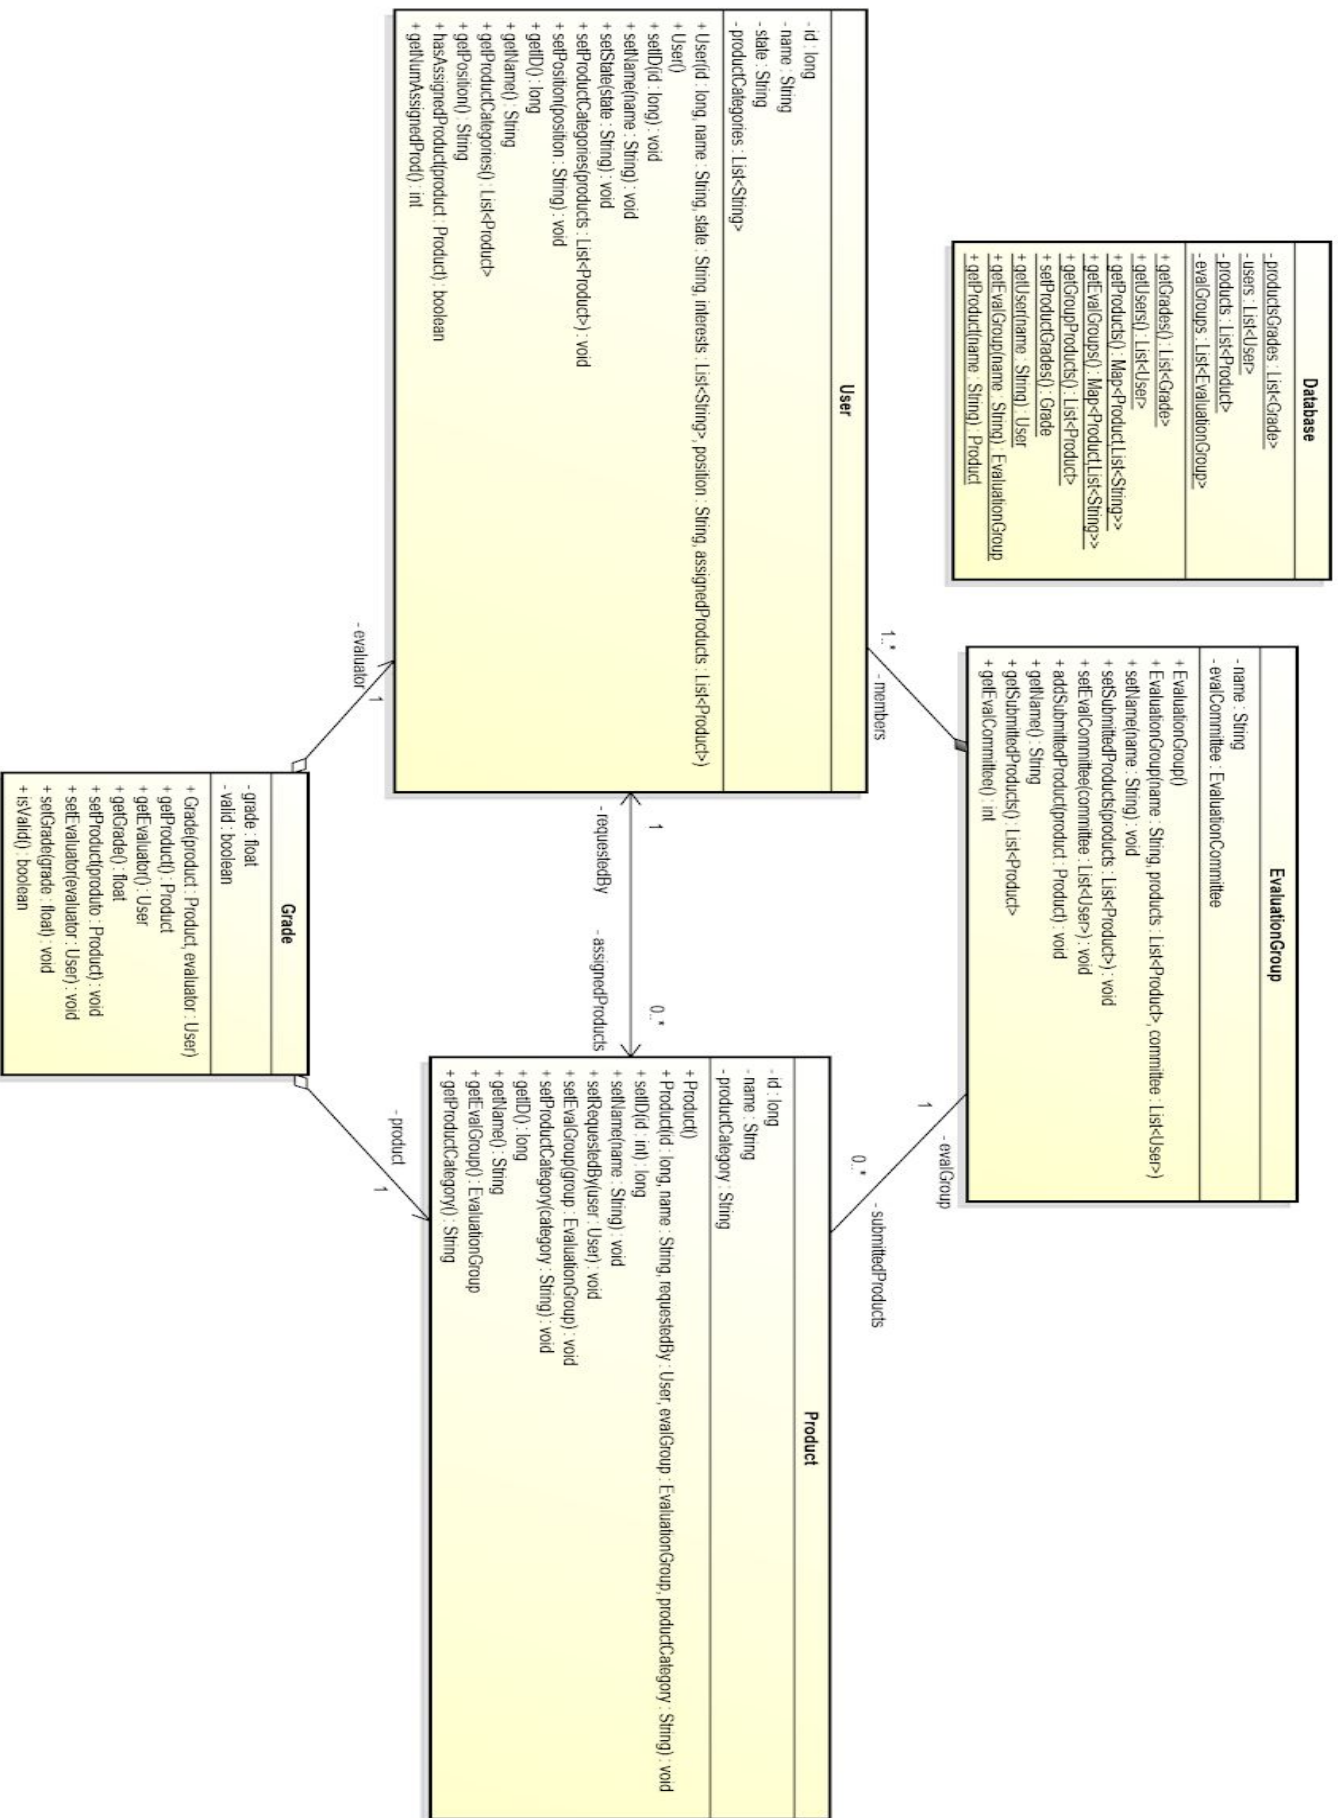 Database
- productsGrades : List<Grade>
- users : List<User>
- products : List<Product>
- evalGroups : List<EvaluationGroup>
+ getGrades() : List<Grade>
+ getUsers() : List<User>
+ getProducts() : Map<Product,List<String>>
+ getEvalGroups() : Map<Product,List<String>>
+ getGroupProducts() : List<Product>
+ setProductGrades() : Grade
+ getUser(name : String) : User
+ getEvalGroup(name : String) : EvaluationGroup
+ getProduct(name : String) : Product
EvaluationGroup
- name : String
- evalCommittee : EvaluationCommittee
+ EvaluationGroup()
+ EvaluationGroup(name : String, products : List<Product>, committee : List<User>)
+ setName(name : String) : void
+ setSubmittedProducts(products : List<Product>) : void
+ setEvalCommittee(committee : List<User>) : void
+ addSubmittedProduct(product : Product) : void
+ getName() : String
+ getSubmittedProducts() : List<Product>
+ getEvalCommittee() : int
1..*
- members
1
- evalGroup
0..*
- submittedProducts
User
- id : long
- name : String
- state : String
- productCategories : List<String>
+ User(id : long, name : String, state : String, interests : List<String>, position : String, assignedProducts : List<Product>)
+ User()
+ setID(id : long) : void
+ setName(name : String) : void
+ setState(state : String) : void
+ setProductCategories(products : List<Product>) : void
+ setPosition(position : String) : void
+ getID() : long
+ getName() : String
+ getProductCategories() : List<Product>
+ getPosition() : String
+ hasAssignedProduct(product : Product) : boolean
+ getNumAssignedProd() : int
1
- requestedBy
0..*
- assignedProducts
Product
- id : long
- name : String
- productCategory : String
+ Product()
+ Product(id : long, name : String, requestedBy : User, evalGroup : EvaluationGroup, productCategory : String) : void
+ setID(id : int) : long
+ setName(name : String) : void
+ setRequestedBy(user : User) : void
+ setEvalGroup(group : EvaluationGroup) : void
+ setProductCategory(category : String) : void
+ getID() : long
+ getName() : String
+ getEvalGroup() : EvaluationGroup
+ getProductCategory() : String
1
- evaluator
- product
1
Grade
- grade : float
- valid : boolean
+ Grade(product : Product, evaluator : User)
+ getProduct() : Product
+ getEvaluator() : User
+ getGrade() : float
+ setProduct(produto : Product) : void
+ setEvaluator(evaluator : User) : void
+ setGrade(grade : float) : void
+ isValid() : boolean